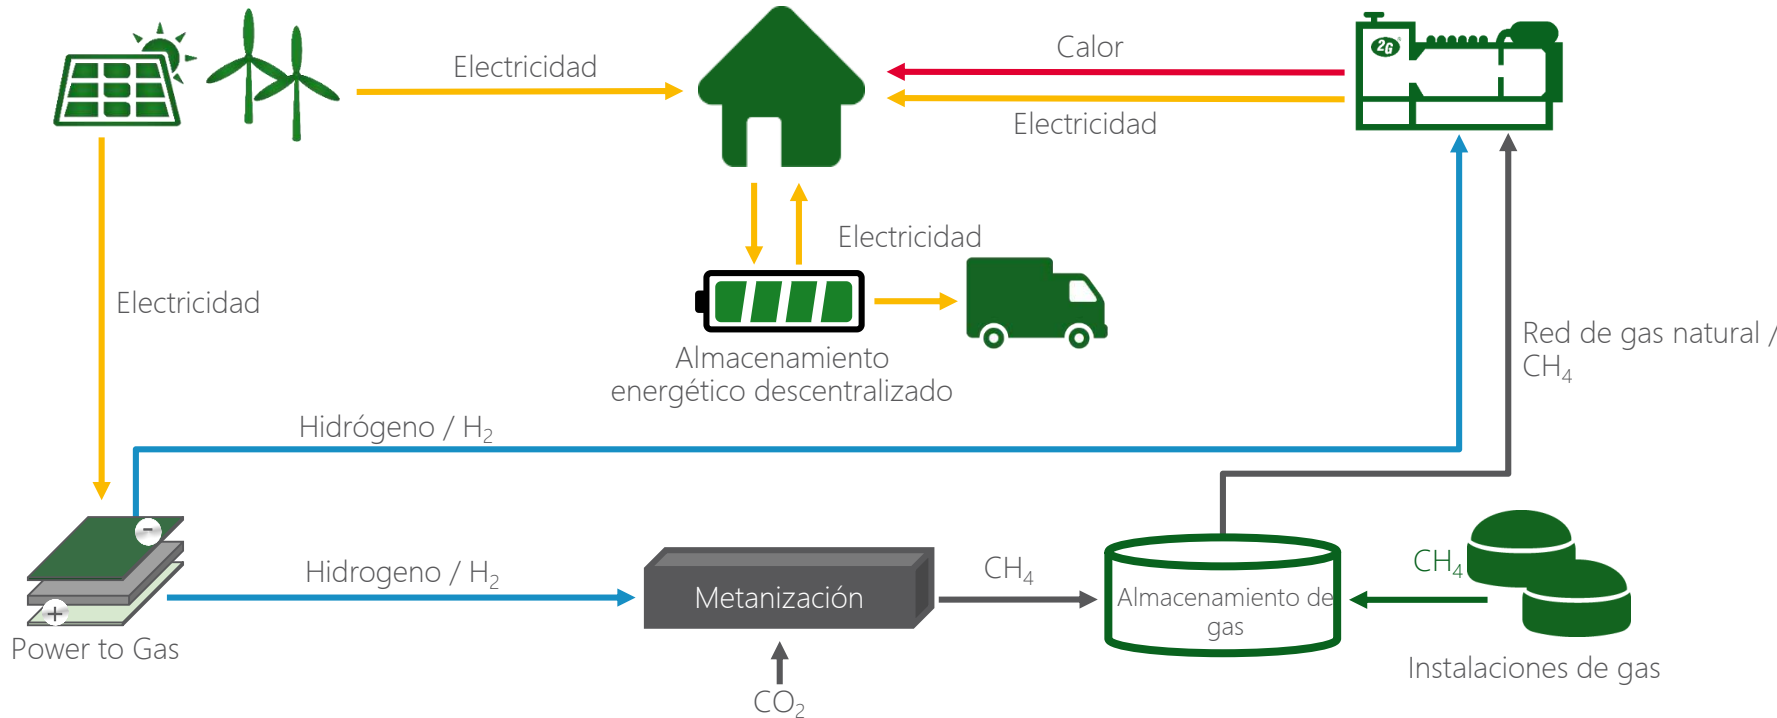 Electricidad
Calor
2G
Electricidad
Electricidad
Electricidad
Red de gas natural /
CH₄
Almacenamiento
energético descentralizado
Hidrógeno / H₂
-
Hidrogeno / H₂
+
Power to Gas
Metanización
CO₂
CH₄
Almacenamiento de
gas
CH₄
Instalaciones de gas